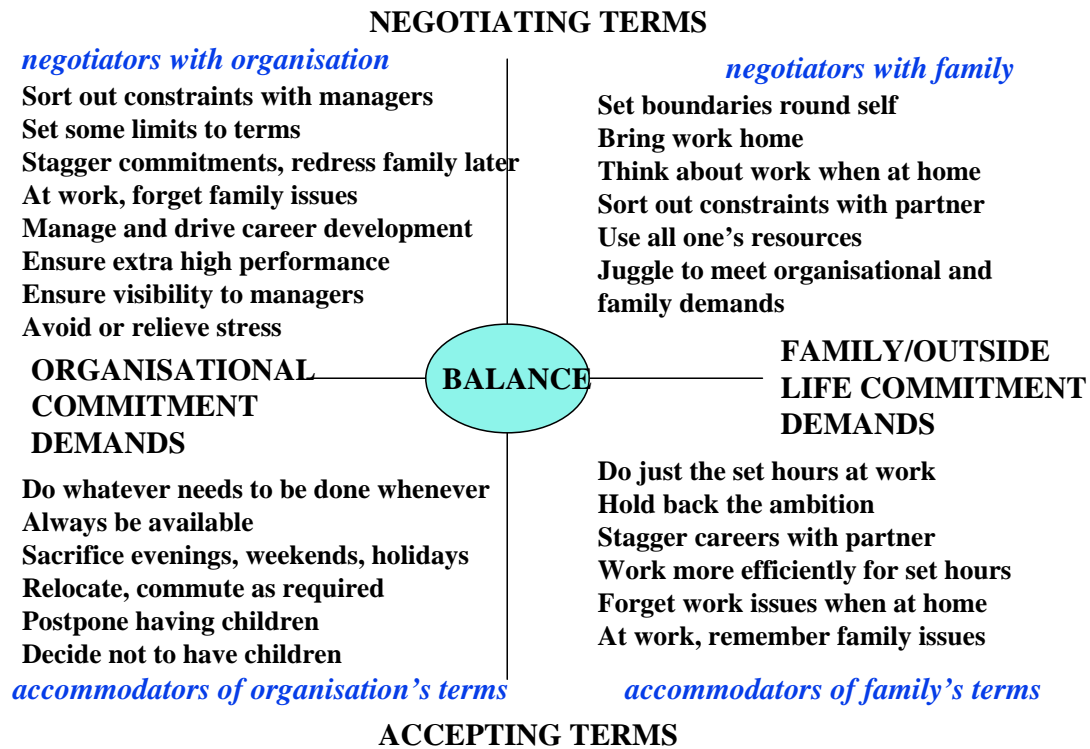 NEGOTIATING TERMS
negotiators with organisation
Sort out constraints with managers
Set some limits to terms
Stagger commitments, redress family later
At work, forget family issues
Manage and drive career development
Ensure extra high performance
Ensure visibility to managers
Avoid or relieve stress
negotiators with family
Set boundaries round self
Bring work home
Think about work when at home
Sort out constraints with partner
Use all one’s resources
Juggle to meet organisational and
family demands
ORGANISATIONAL
COMMITMENT
DEMANDS
BALANCE
FAMILY/OUTSIDE
LIFE COMMITMENT
DEMANDS
Do whatever needs to be done whenever
Always be available
Sacrifice evenings, weekends, holidays
Relocate, commute as required
Postpone having children
Decide not to have children
accommodators of organisation’s terms
Do just the set hours at work
Hold back the ambition
Stagger careers with partner
Work more efficiently for set hours
Forget work issues when at home
At work, remember family issues
accommodators of family’s terms
ACCEPTING TERMS